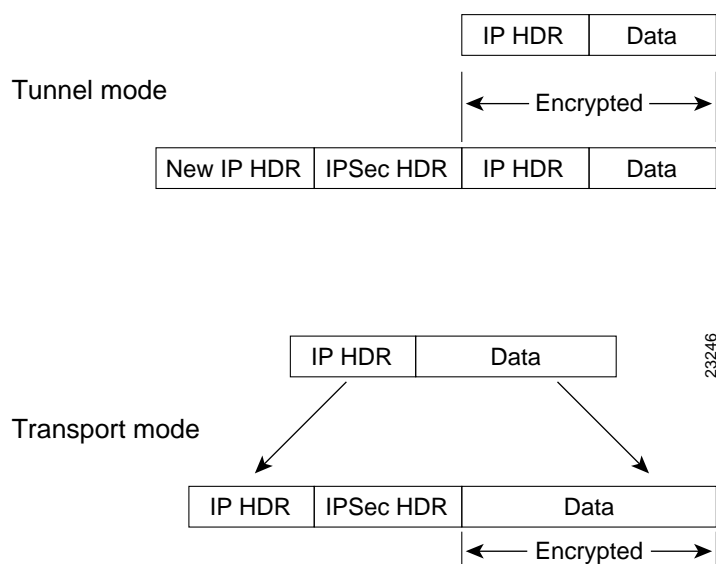 IP HDR Data
Tunnel mode
Encrypted
New IP HDR IPSec HDR IP HDR Data
IP HDR Data
23246
Transport mode
IP HDR IPSec HDR Data
Encrypted